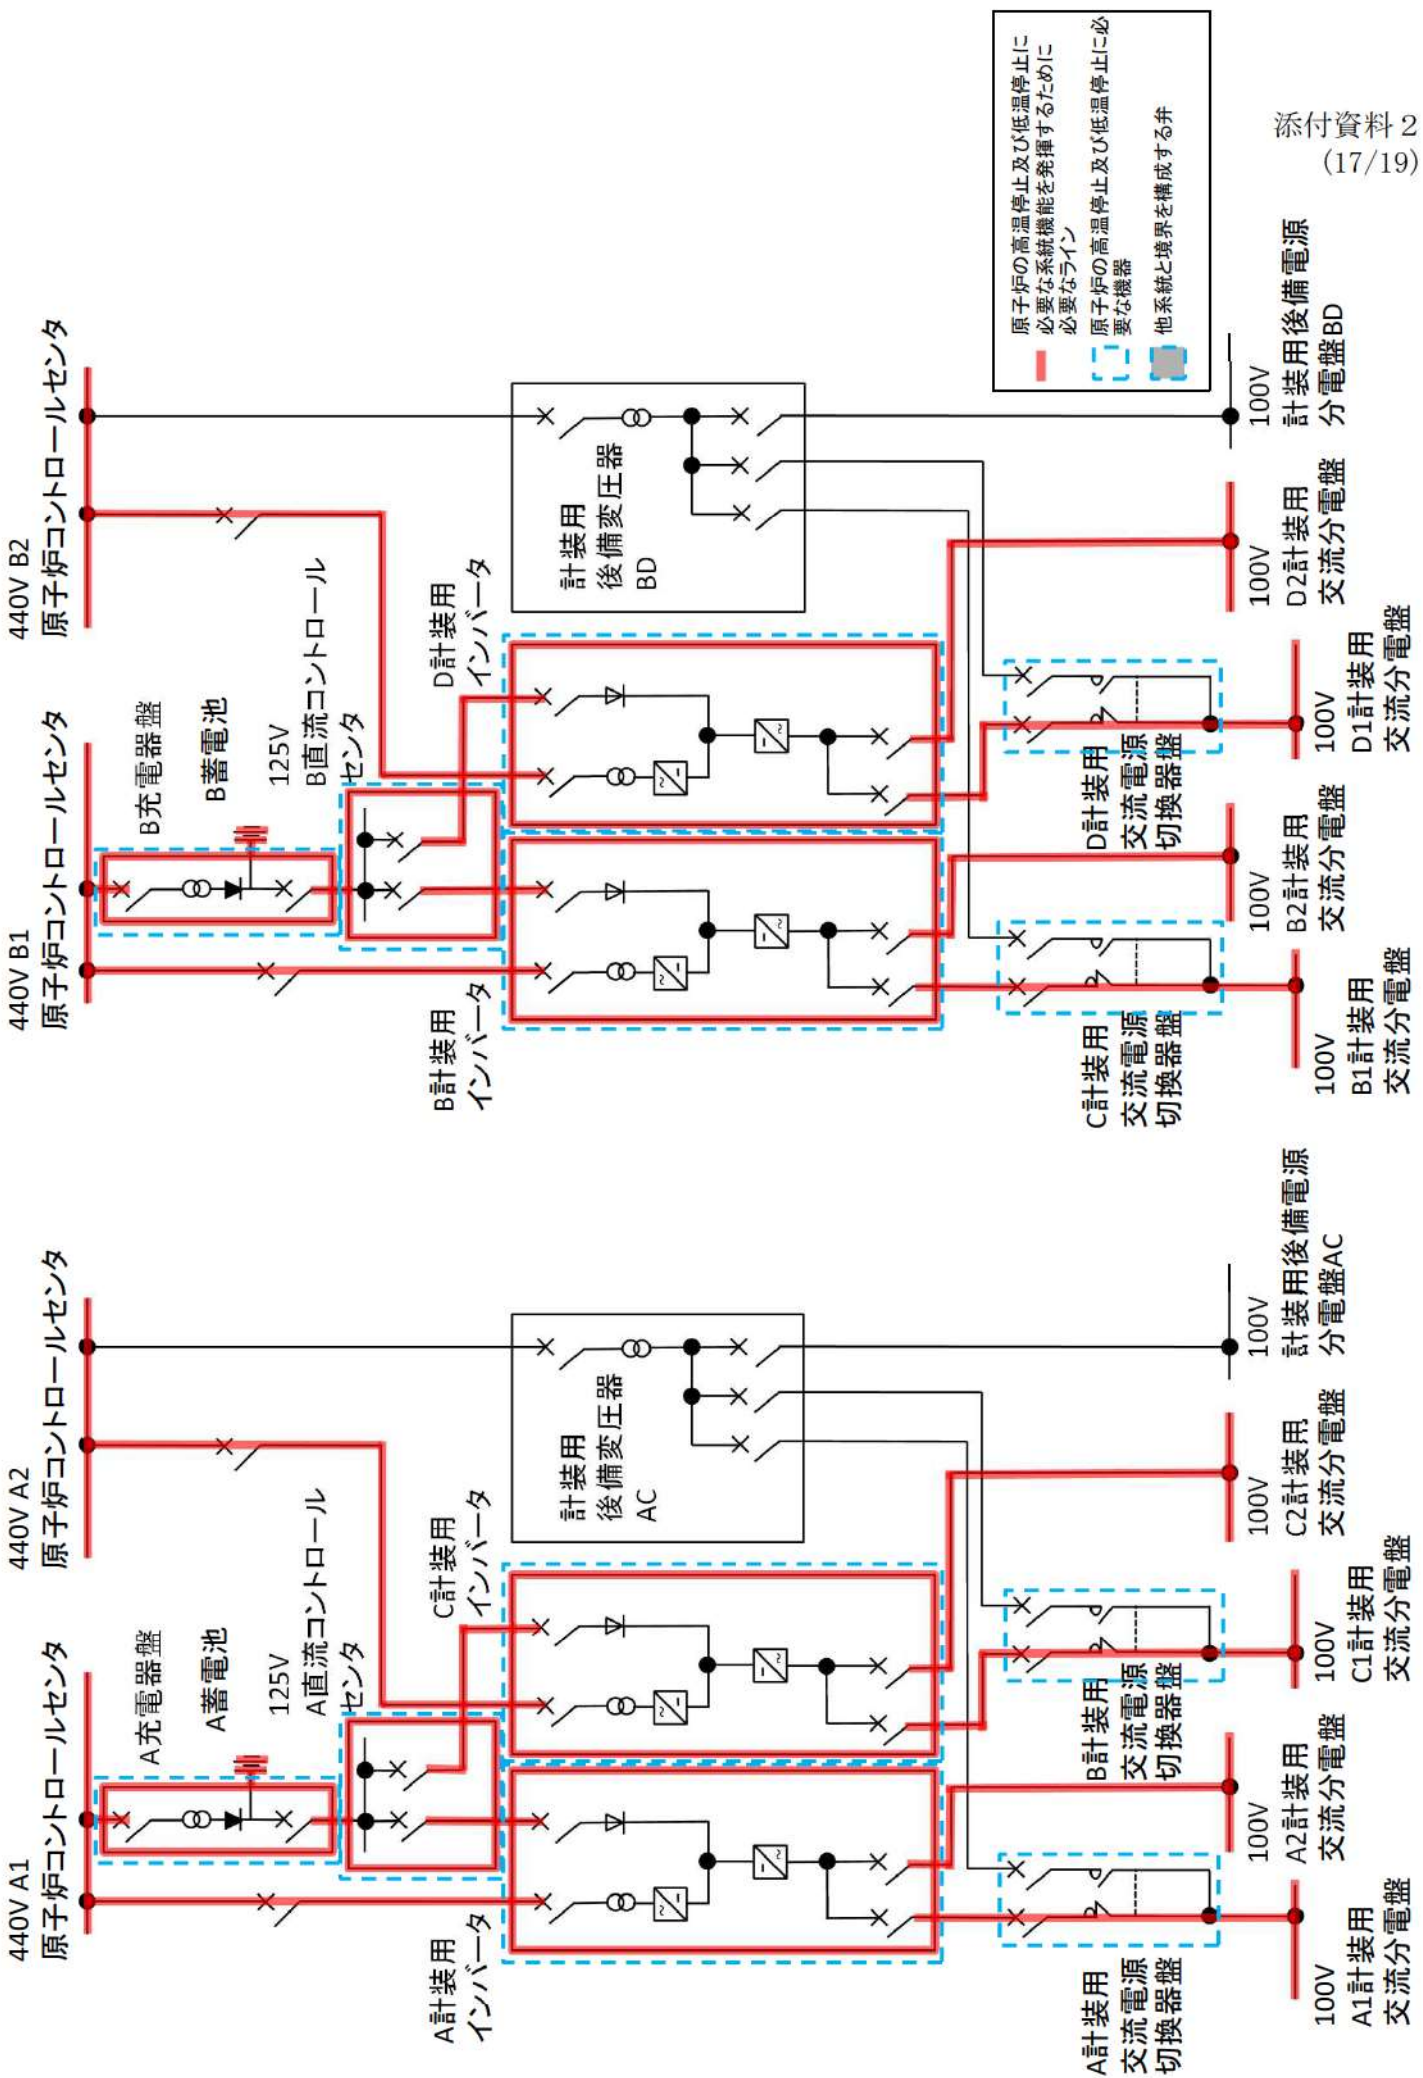 440V A1
原子炉コントロールセンタ
440V A2
原子炉コントロールセンタ
440V B1
原子炉コントロールセンタ
440V B2
原子炉コントロールセンタ
A充電器盤
A蓄電池
125V
A直流コントロール
センタ
B充電器盤
B蓄電池
125V
B直流コントロール
センタ
A計装用
インバータ
C計装用
インバータ
計装用
後備変圧器
AC
B計装用
インバータ
D計装用
インバータ
計装用
後備変圧器
BD
A計装用
交流電源
切換器盤
B計装用
交流電源
切換器盤
C計装用
交流電源
切換器盤
D計装用
交流電源
切換器盤
100V
A1計装用
交流分電盤
100V
A2計装用
交流分電盤
100V
C1計装用
交流分電盤
100V
C2計装用
交流分電盤
100V
計装用後備電源
分電盤AC
100V
B1計装用
交流分電盤
100V
B2計装用
交流分電盤
100V
D1計装用
交流分電盤
100V
D2計装用
交流分電盤
100V
計装用後備電源
分電盤BD
原子炉の高温停止及び低温停止に
必要な系統機能を発揮するために
必要なライン
原子炉の高温停止及び低温停止に必
要な機器
他系統と境界を構成する弁
添付資料2
(17/19)